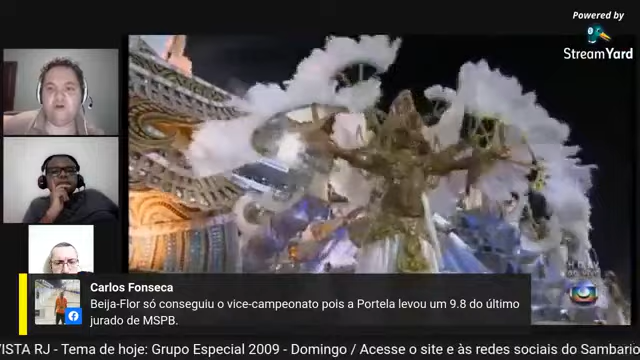 Powered by
StreamYard
Carlos Fonseca
Beija-Flor só conseguiu o vice-campeonato pois a Portela levou um 9.8 do último
jurado de MSPB.
VISTA RJ - Tema de hoje: Grupo Especial 2009 - Domingo / Acesse o site e às redes sociais do Sambario